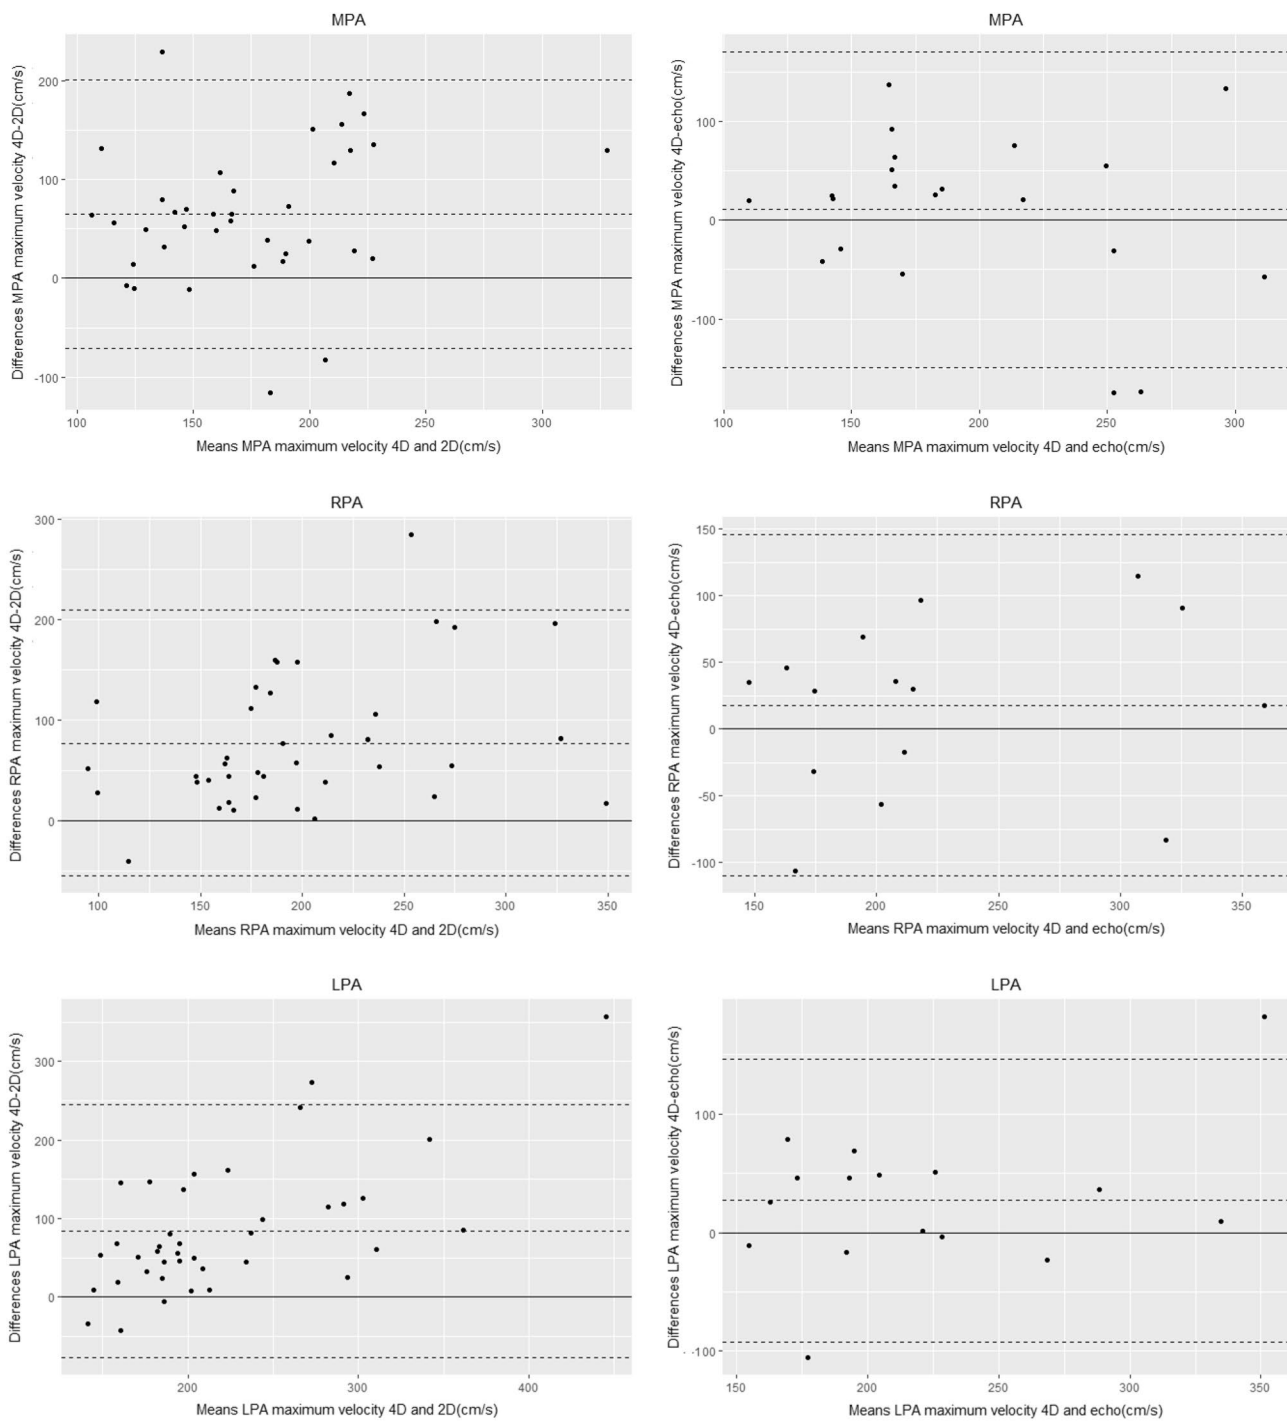 MPA
Differences MPA maximum velocity 4D-2D(cm/s)
200
100
0
-100
100
150
200
250
300
Means MPA maximum velocity 4D and 2D(cm/s)
MPA
Differences MPA maximum velocity 4D-echo(cm/s)
100
0
-100
100
150
200
250
300
Means MPA maximum velocity 4D and echo(cm/s)
RPA
Differences RPA maximum velocity 4D-2D(cm/s)
300
200
100
0
100
150
200
250
300
350
Means RPA maximum velocity 4D and 2D(cm/s)
RPA
Differences RPA maximum velocity 4D-echo(cm/s)
150
100
50
0
-50
-100
150
200
250
300
350
Means RPA maximum velocity 4D and echo(cm/s)
LPA
Differences LPA maximum velocity 4D-2D(cm/s)
300
200
100
0
200
300
400
Means LPA maximum velocity 4D and 2D(cm/s)
LPA
Differences LPA maximum velocity 4D-echo(cm/s)
100
0
-100
150
200
250
300
350
Means LPA maximum velocity 4D and echo(cm/s)